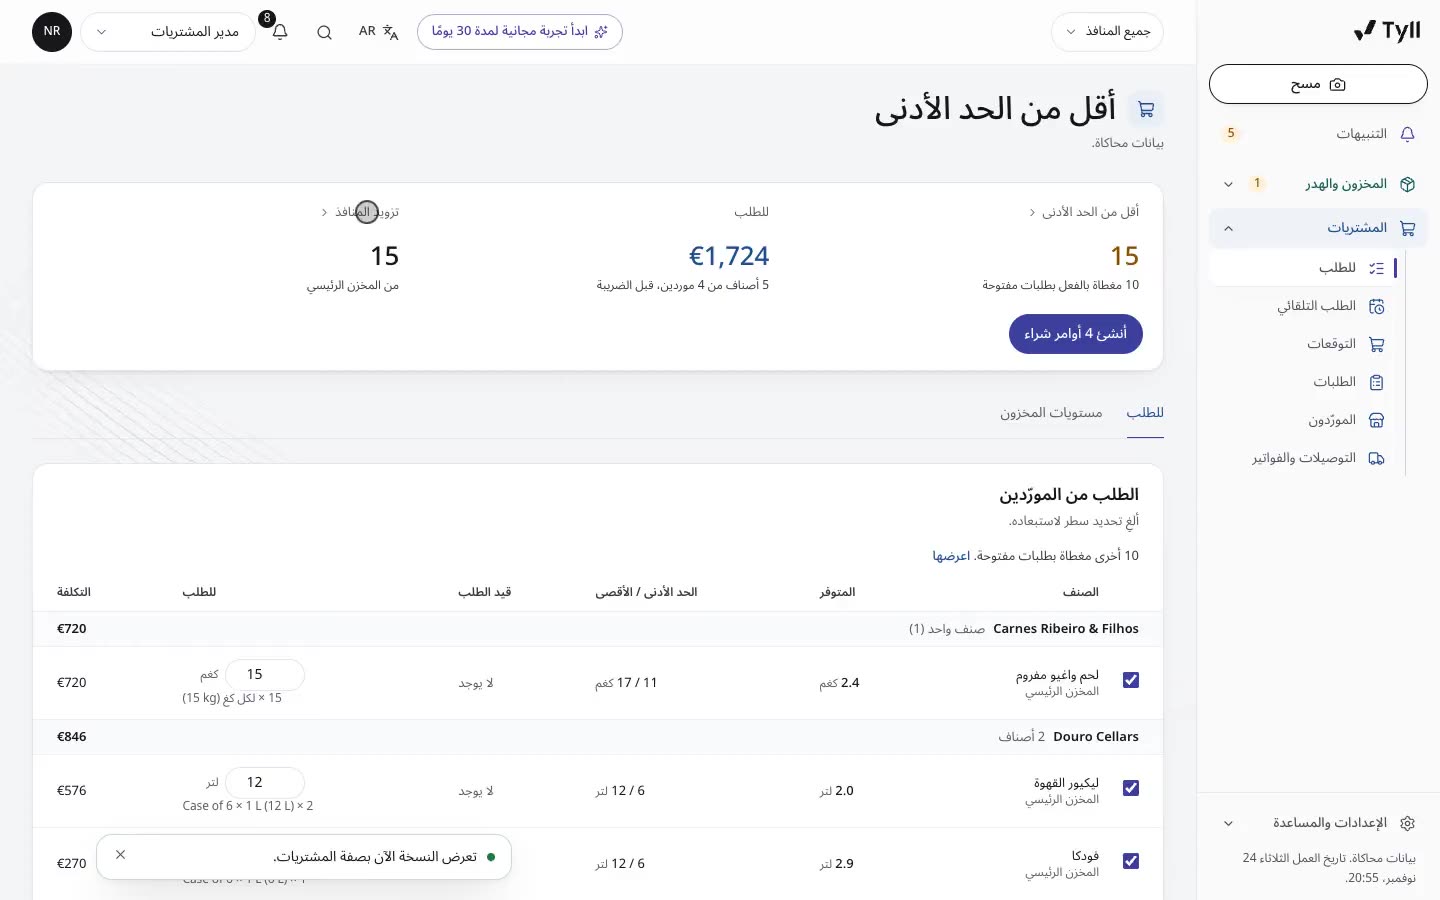 Tyll
مسح
التنبيهات 5
المخزون والهدر 1
المشتريات
للطلب
الطلب التلقائي
التوقعات
الطلبات
المورّدون
التوصيلات والفواتير
الإعدادات والمساعدة
بيانات محاكاة. تاريخ العمل الثلاثاء 24
نوفمبر، 20:55.
جميع المنافذ
ابدأ تجربة مجانية لمدة 30 يومًا
AR
8
مدير المشتريات
NR
أقل من الحد الأدنى
بيانات محاكاة.
أقل من الحد الأدنى
15
10 مغطاة بالفعل بطلبات مفتوحة
للطلب
€1,724
5 أصناف من 4 موردين، قبل الضريبة
تزويد المنافذ
15
من المخزن الرئيسي
أنشئ 4 أوامر شراء
للطلب
مستويات المخزون
الطلب من المورّدين
ألغِ تحديد سطر لاستبعاده.
10 أخرى مغطاة بطلبات مفتوحة. اعرضها
الصنف المتوفر الحد الأدنى / الأقصى قيد الطلب للطلب التكلفة
Carnes Ribeiro & Filhos صنف واحد (1) €720
لحم واغيو مفروم
المخزن الرئيسي
2.4 كغم
11 / 17 كغم
لا يوجد
15 كغم
15 × لكل كغ (15 kg)
€720
Douro Cellars 2 أصناف €846
ليكيور القهوة
المخزن الرئيسي
2.0 لتر
6 / 12 لتر
لا يوجد
12 لتر
Case of 6 × 1 L (12 L) × 2
€576
فودكا
المخزن الرئيسي
2.9 لتر
6 / 12 لتر
€270
تعرض النسخة الآن بصفة المشتريات.